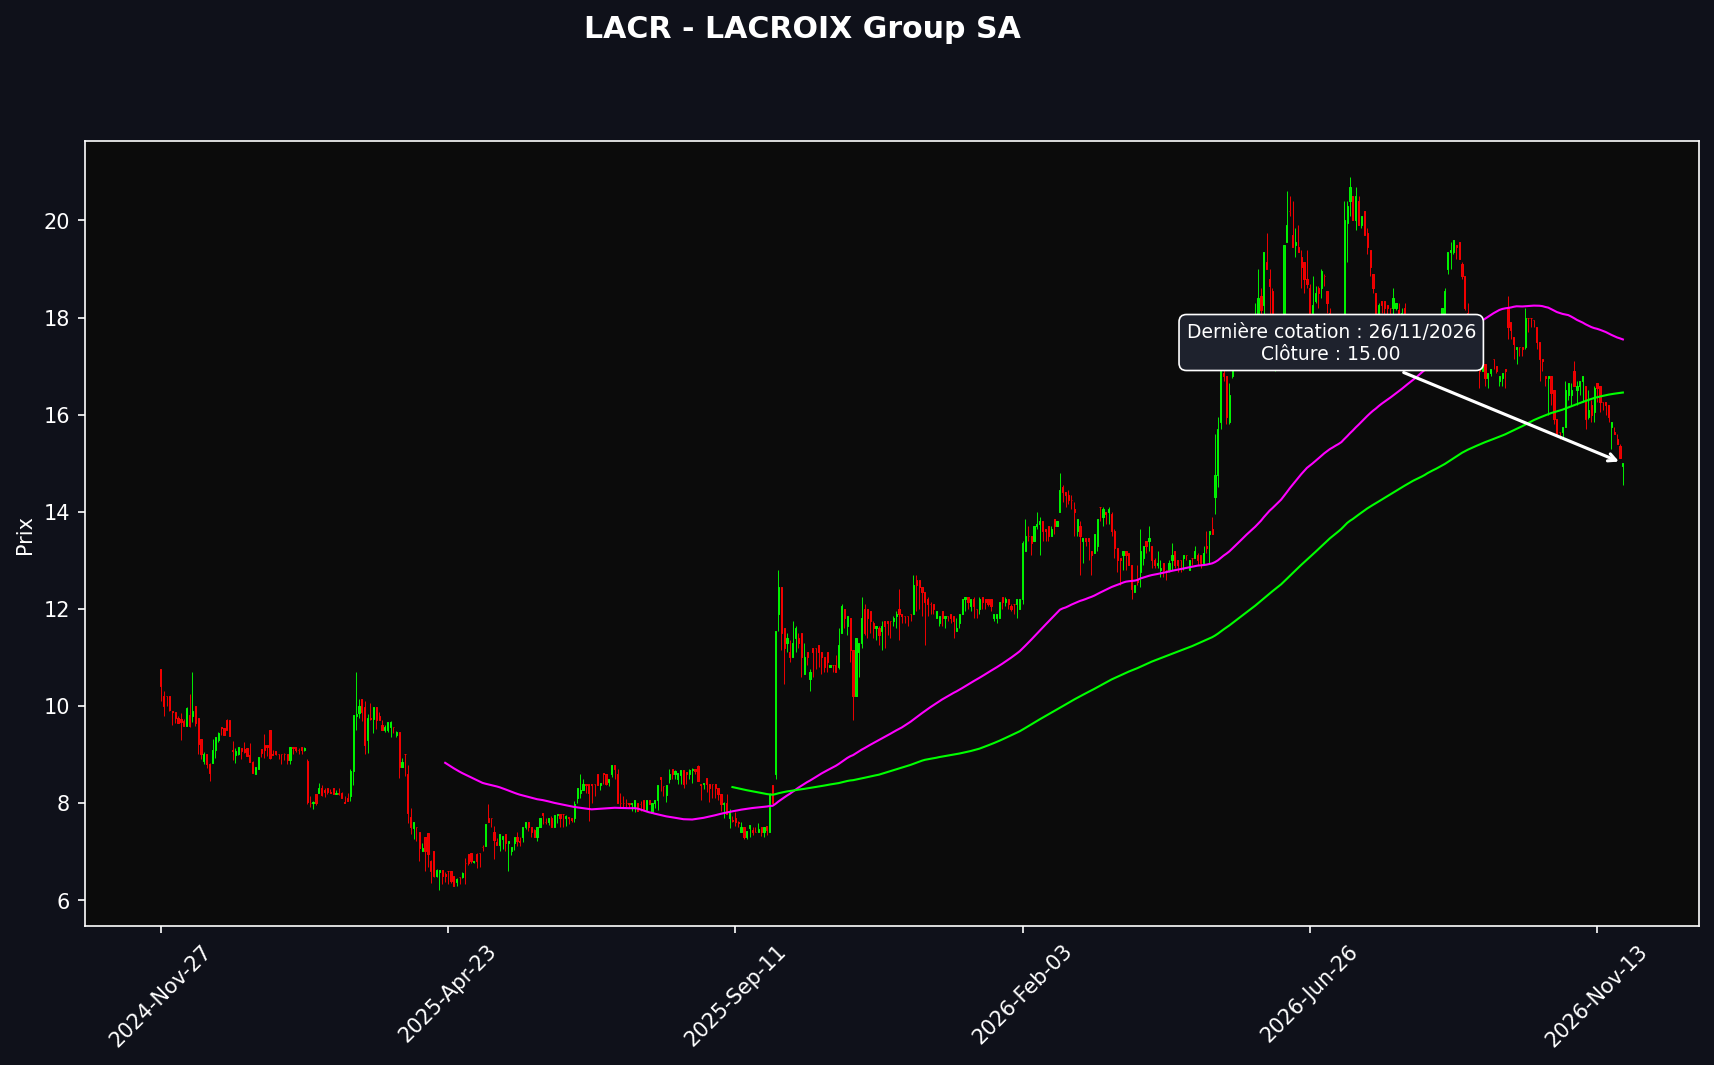 LACR - LACROIX Group SA
Prix
20
18
16
14
12
10
8
6
Dernière cotation : 26/11/2026
Clôture : 15.00
2024-Nov-27
2025-Apr-23
2025-Sep-11
2026-Feb-03
2026-Jun-26
2026-Nov-13